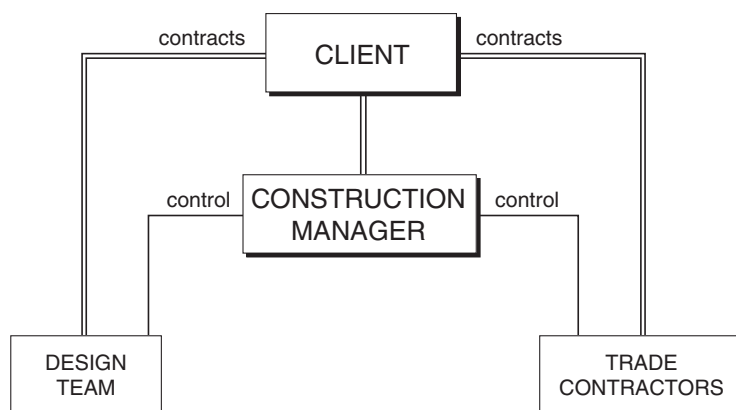 contracts
CLIENT
contracts
control
CONSTRUCTION
MANAGER
control
DESIGN
TEAM
TRADE
CONTRACTORS